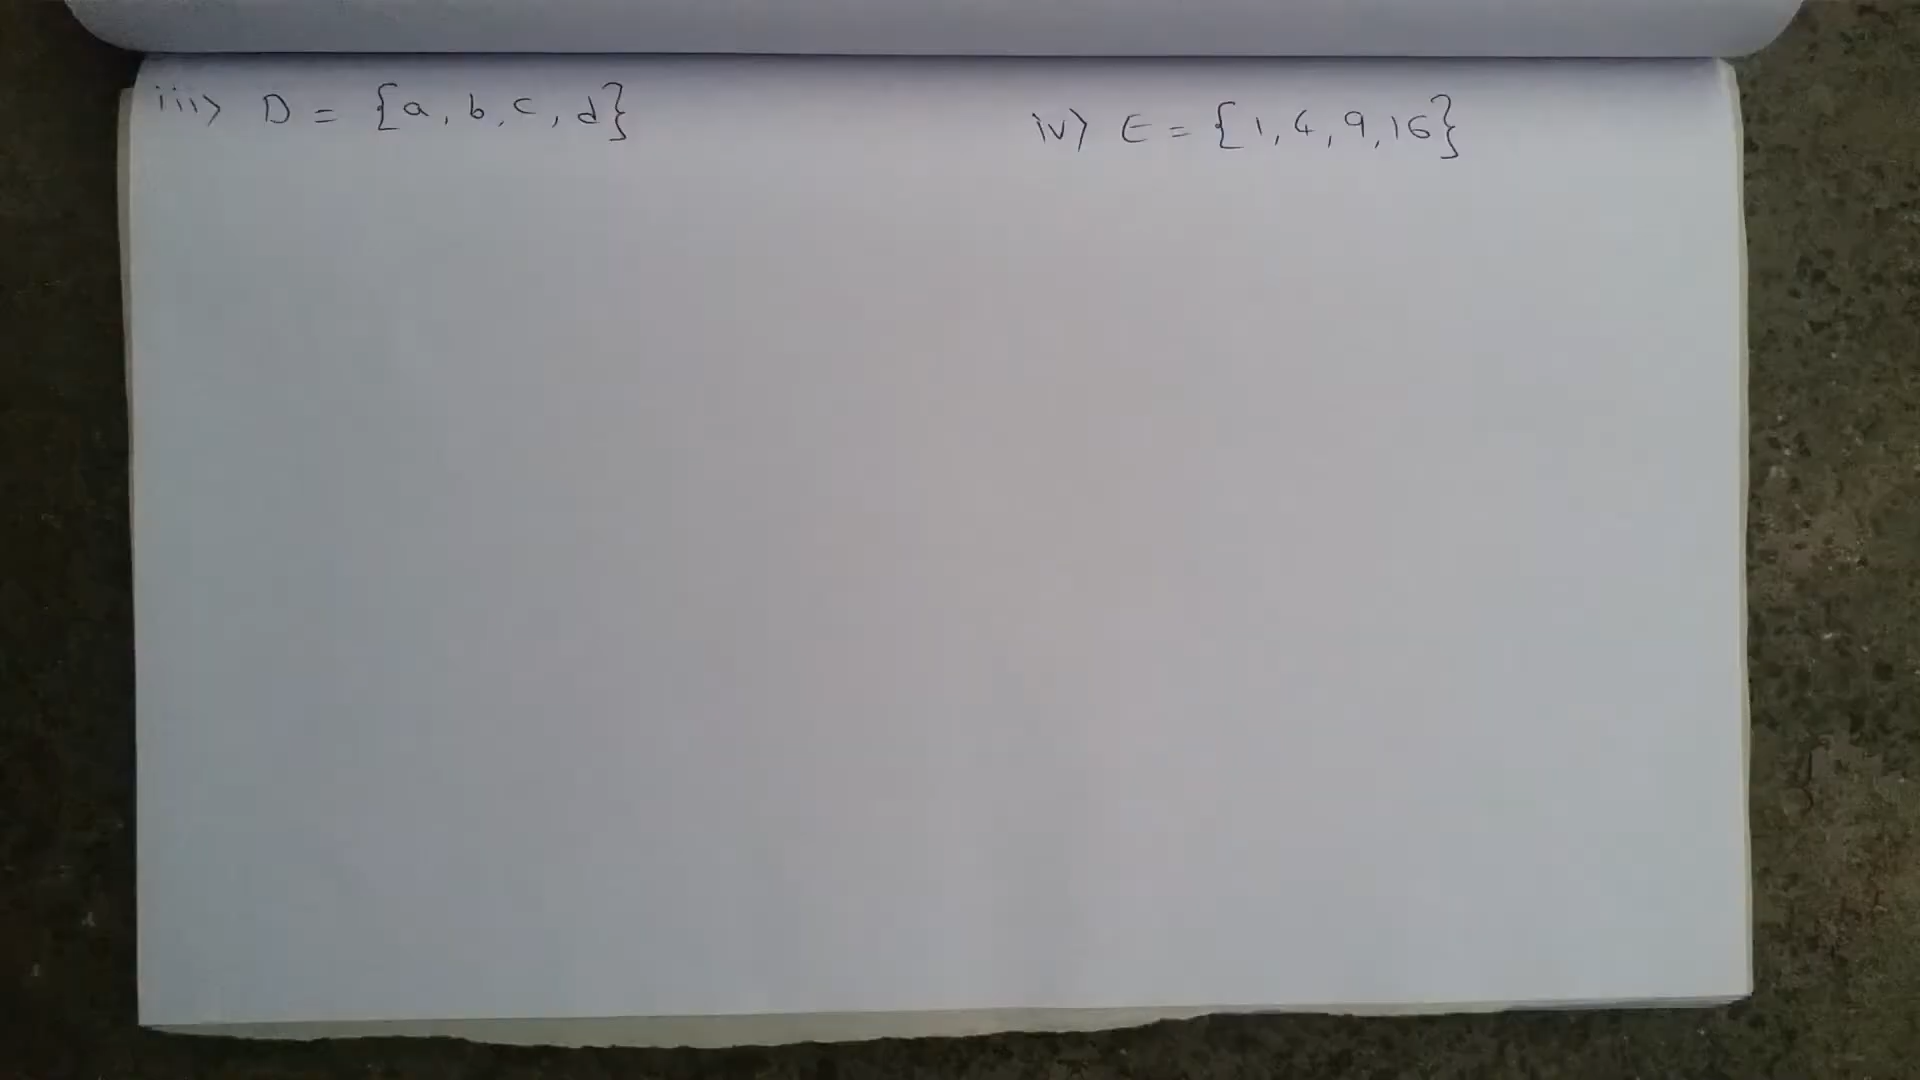 iii) D = {a, b, c, d}
iv) E = {1, 4, 9, 16}